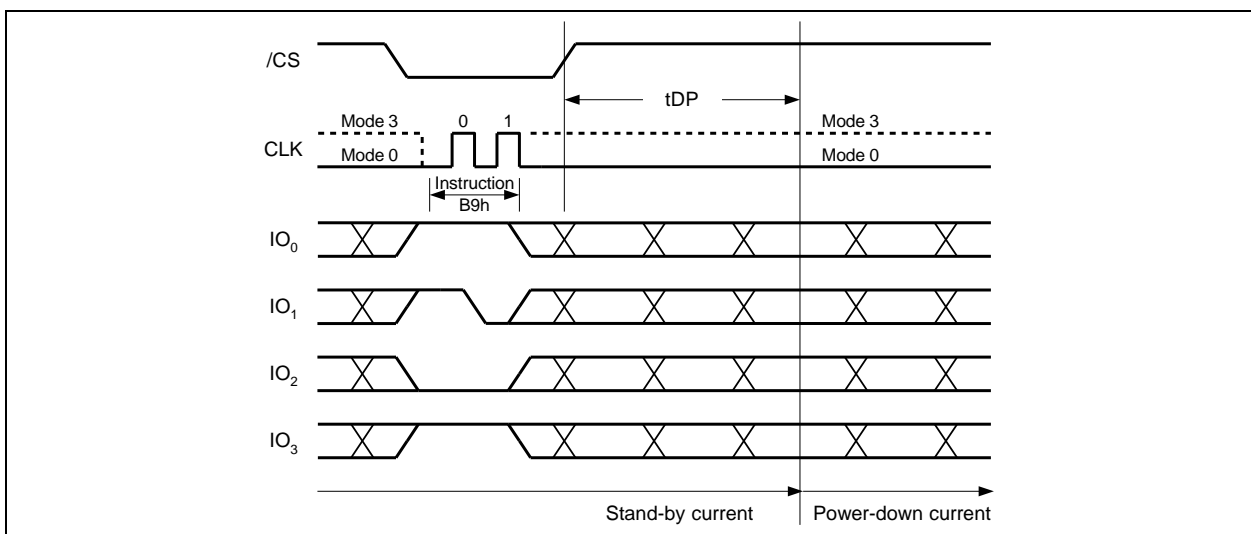 /CS
tDP
Mode 3 0 1 Mode 3
CLK
Mode 0 Mode 0
Instruction
B9h
IO0
IO1
IO2
IO3
Stand-by current Power-down current